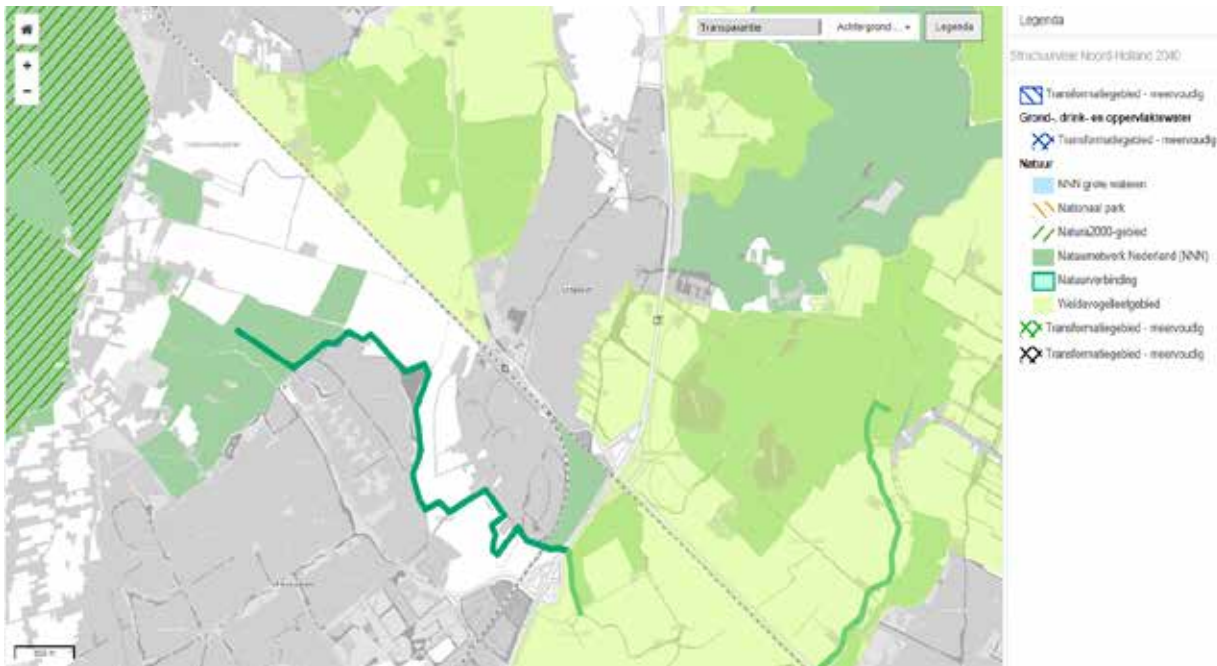 +
-
Transparantie
Achtergrond ...
Legenda
Legenda
Structuurvisie Noord-Holland 2040
Transformatiegebied - meervoudig
Grond-, drink- en oppervlaktewater
Transformatiegebied - meervoudig
Natuur
NNN grote wateren
Nationaal park
Natura2000-gebied
Natuurnetwerk Nederland (NNN)
Natuurverbinding
Weidevogelleefgebied
Transformatiegebied - meervoudig
Transformatiegebied - meervoudig